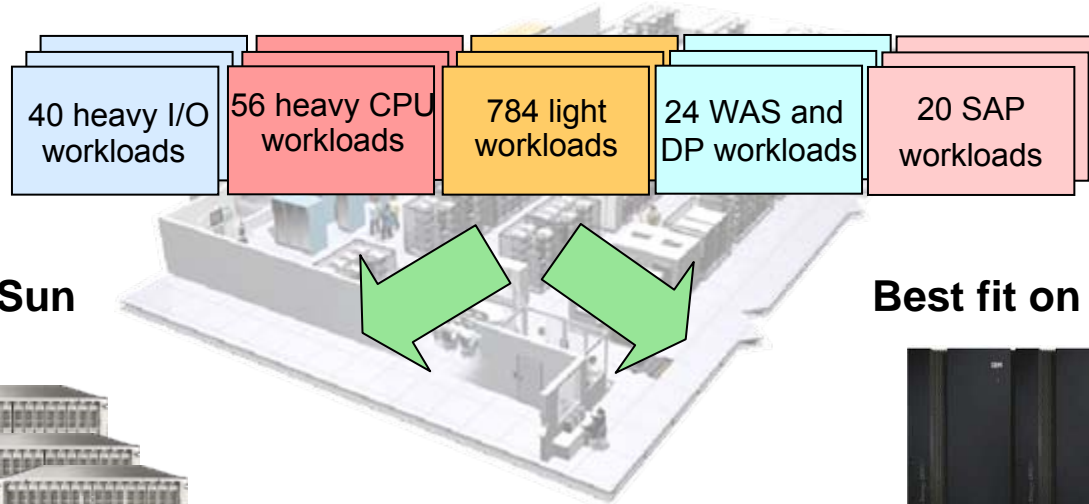 40 heavy I/O
workloads
56 heavy CPU
workloads
784 light
workloads
24 WAS and
DP workloads
20 SAP
workloads
Sun
Best fit on
IBM